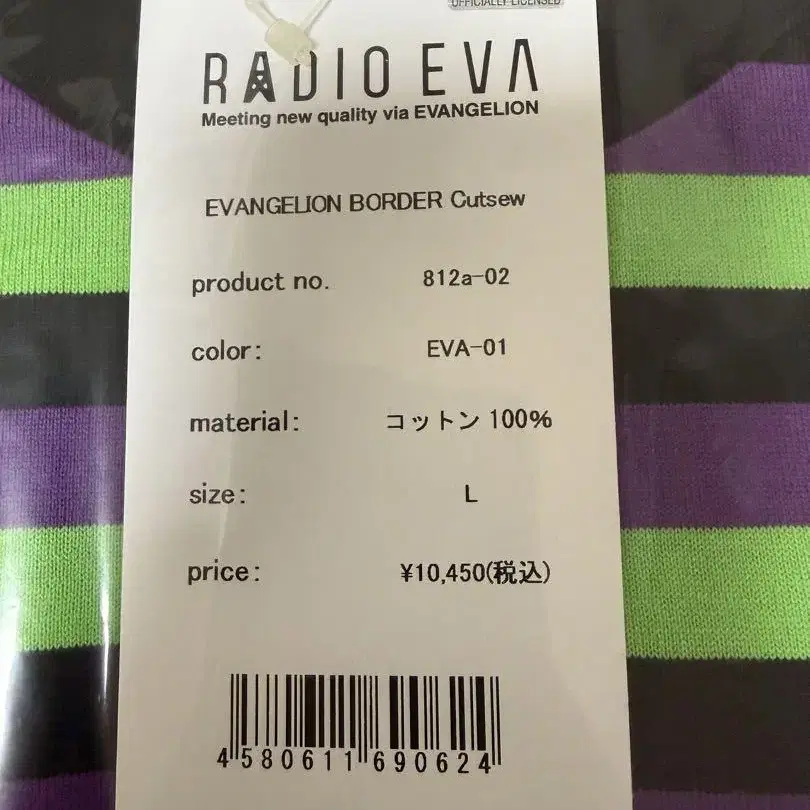 OFFICIALLY LICENSED
RADIO EVA
Meeting new quality via EVANGELION
EVANGELION BORDER Cutsew
product no. 812a-02
color: EVA-01
material: コットン 100%
size: L
price: ¥10,450(税込)
4580611690624